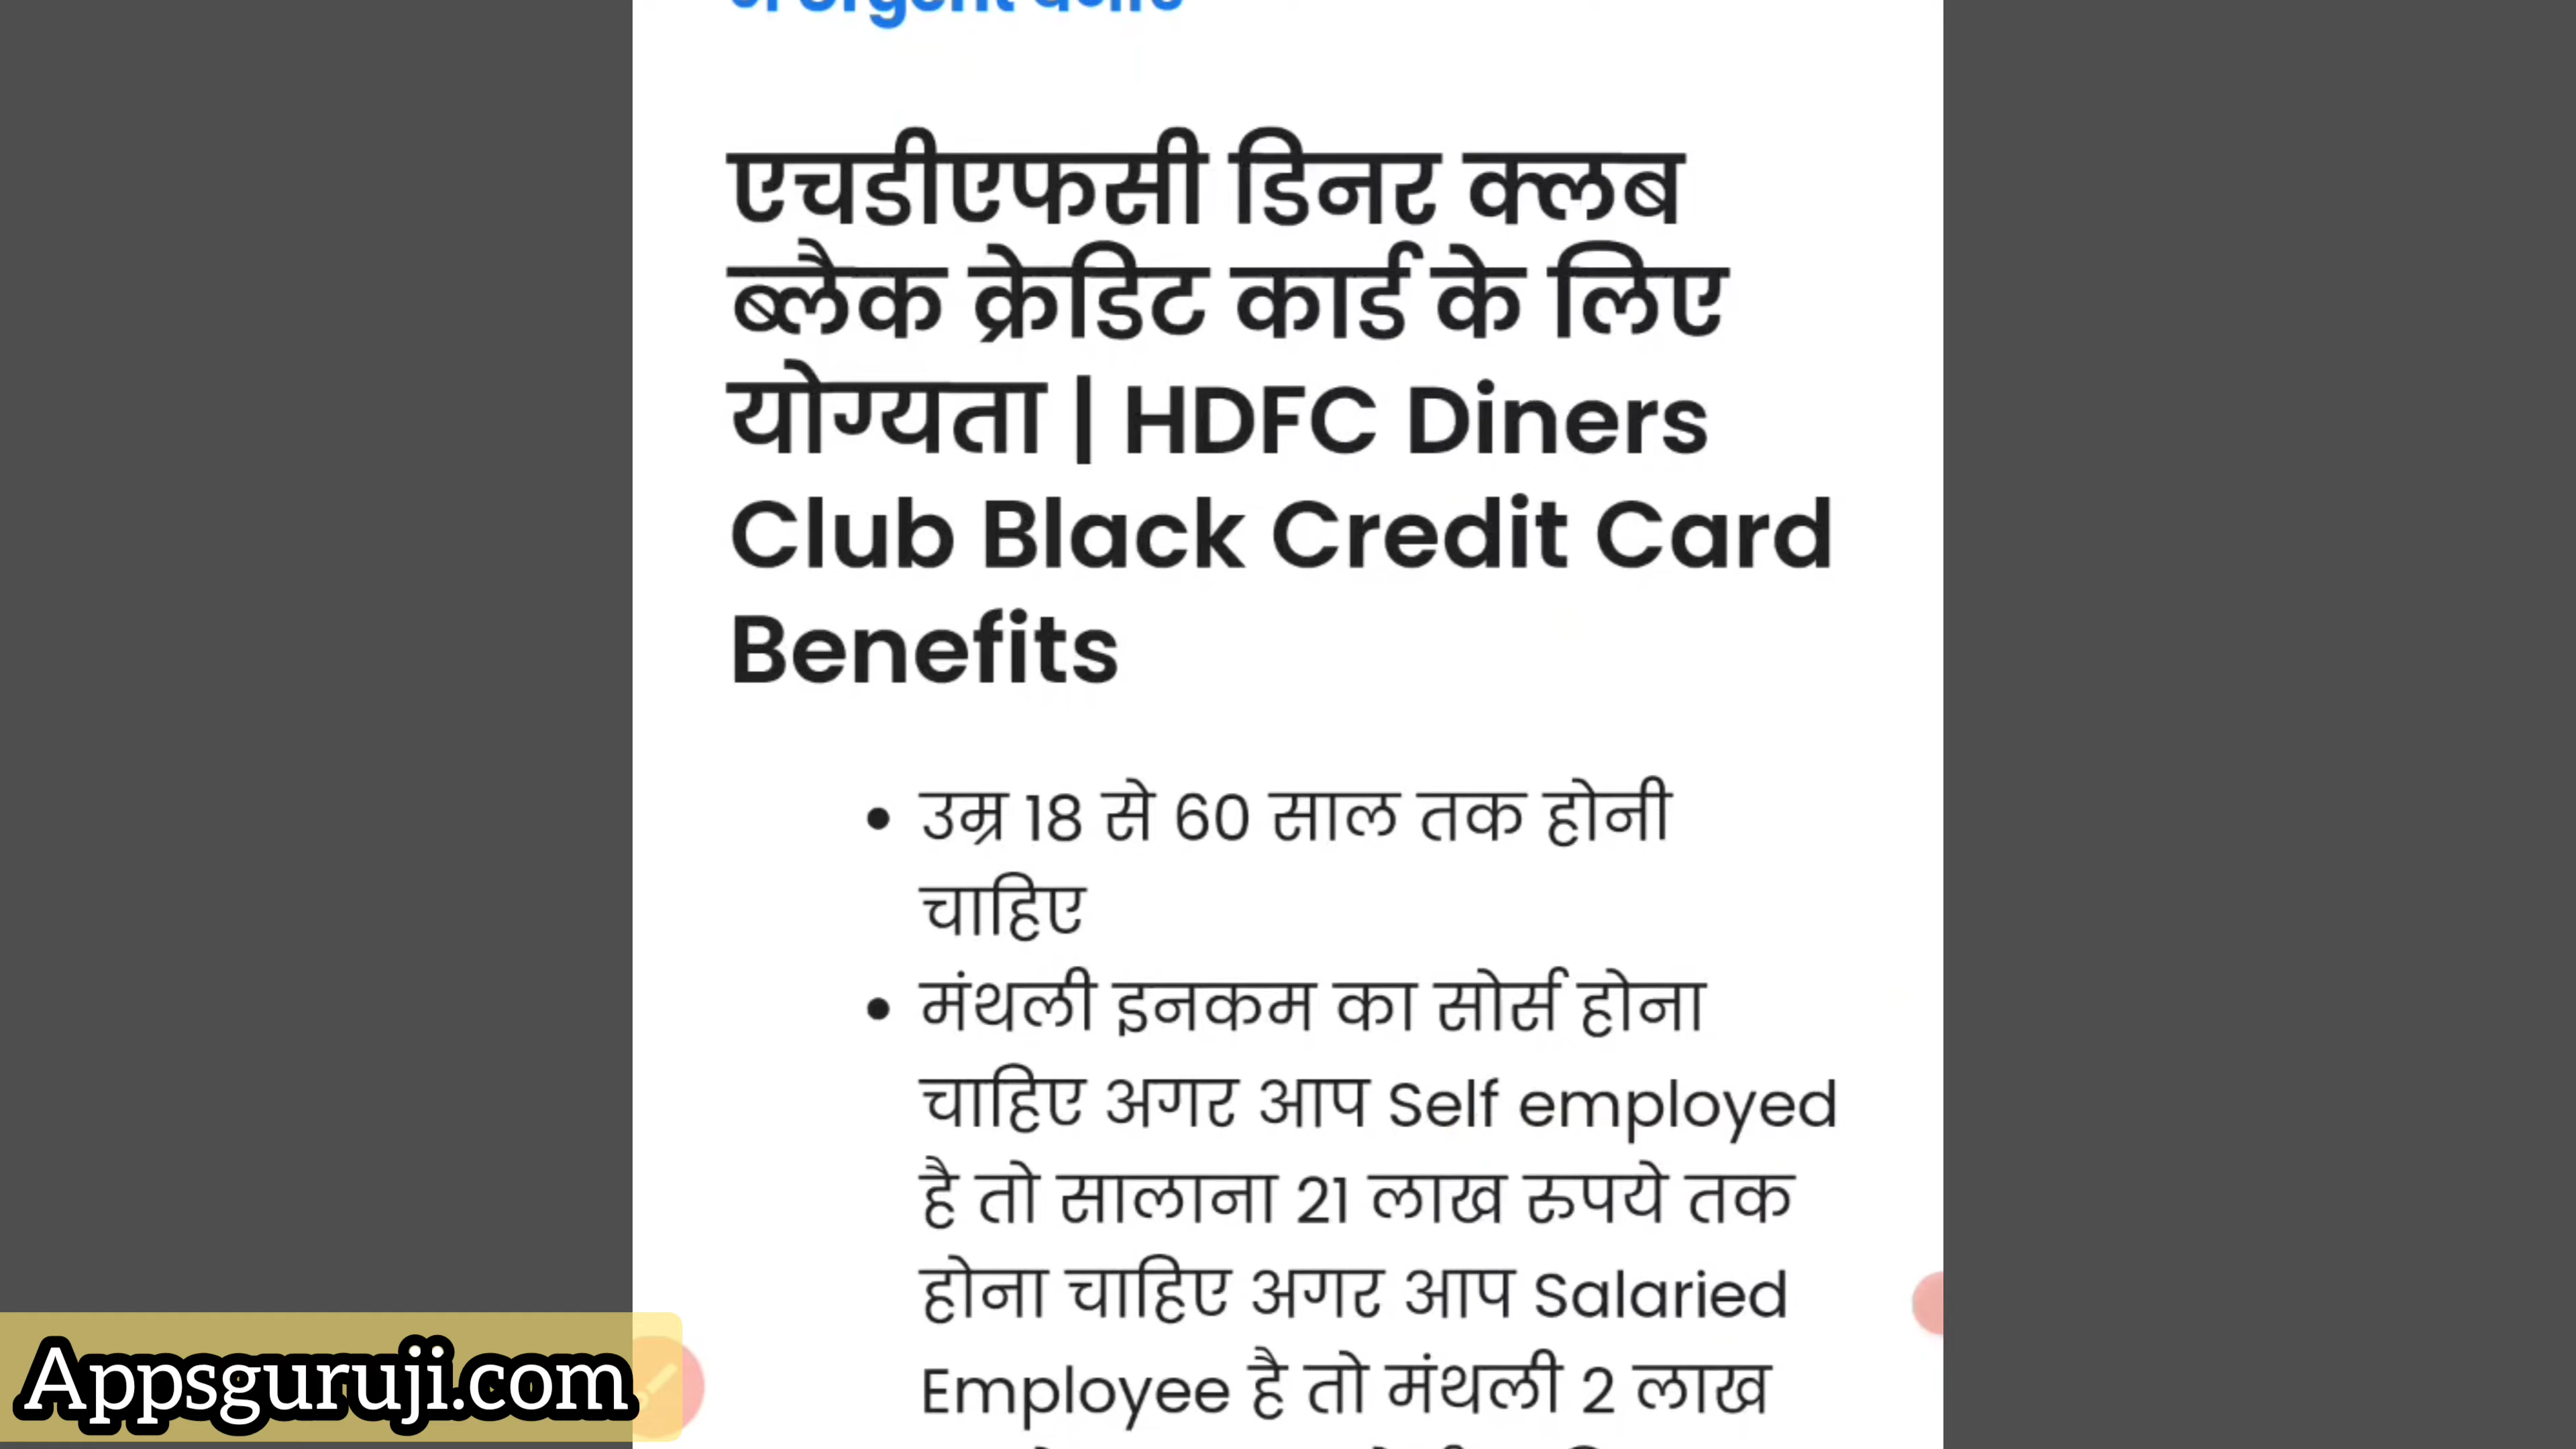 Urgent
एचडीएफसी डिनर क्लब
ब्लैक क्रेडिट कार्ड के लिए
योग्यता | HDFC Diners
Club Black Credit Card
Benefits
• उम्र 18 से 60 साल तक होनी
चाहिए
• मंथली इनकम का सोर्स होना
चाहिए अगर आप Self employed
है तो सालाना 21 लाख रुपये तक
होना चाहिए अगर आप Salaried
Employee है तो मंथली 2 लाख
Appsguruji.com